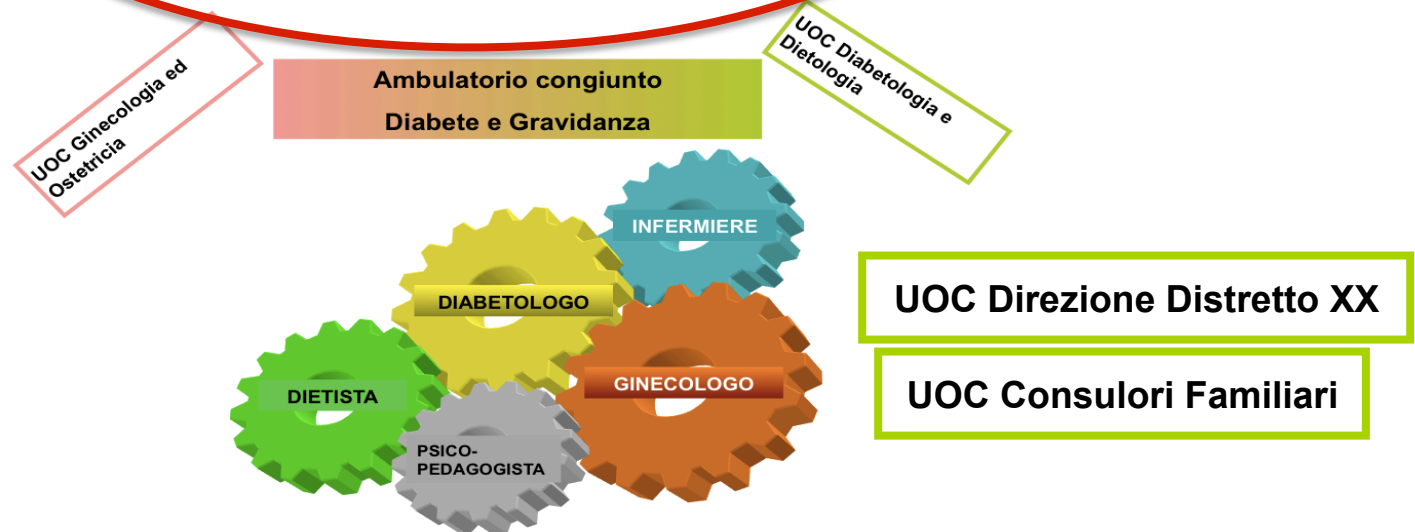 UOC Ginecologia ed
Ostetricia
Ambulatorio congiunto
Diabete e Gravidanza
UOC Diabetologia e
Dietologia
INFERMIERE
DIABETOLOGO
UOC Direzione Distretto XX
GINECOLOGO
DIETISTA
UOC Consulori Familiari
PSICO-
PEDAGOGISTA